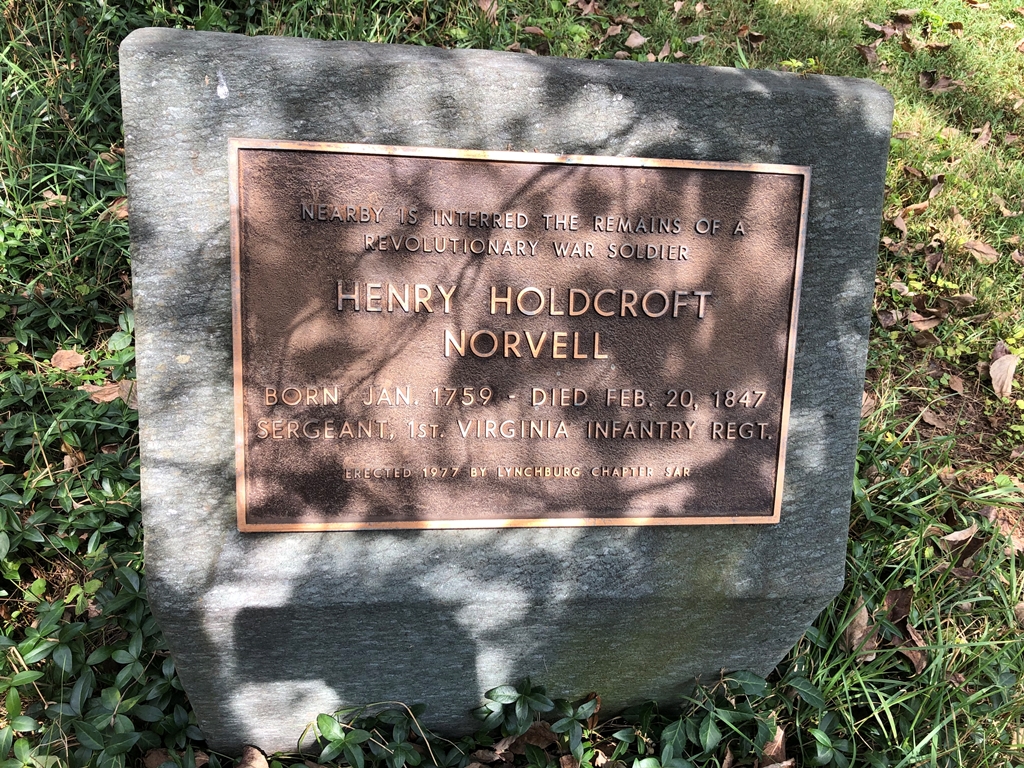 NEARBY IS INTERRED THE REMAINS OF A
REVOLUTIONARY WAR SOLDIER
HENRY HOLDCROFT
NORVELL
BORN JAN. 1759 - DIED FEB. 20, 1847
SERGEANT, 1ST. VIRGINIA INFANTRY REGT.
ERECTED 1977 BY LYNCHBURG CHAPTER SAR